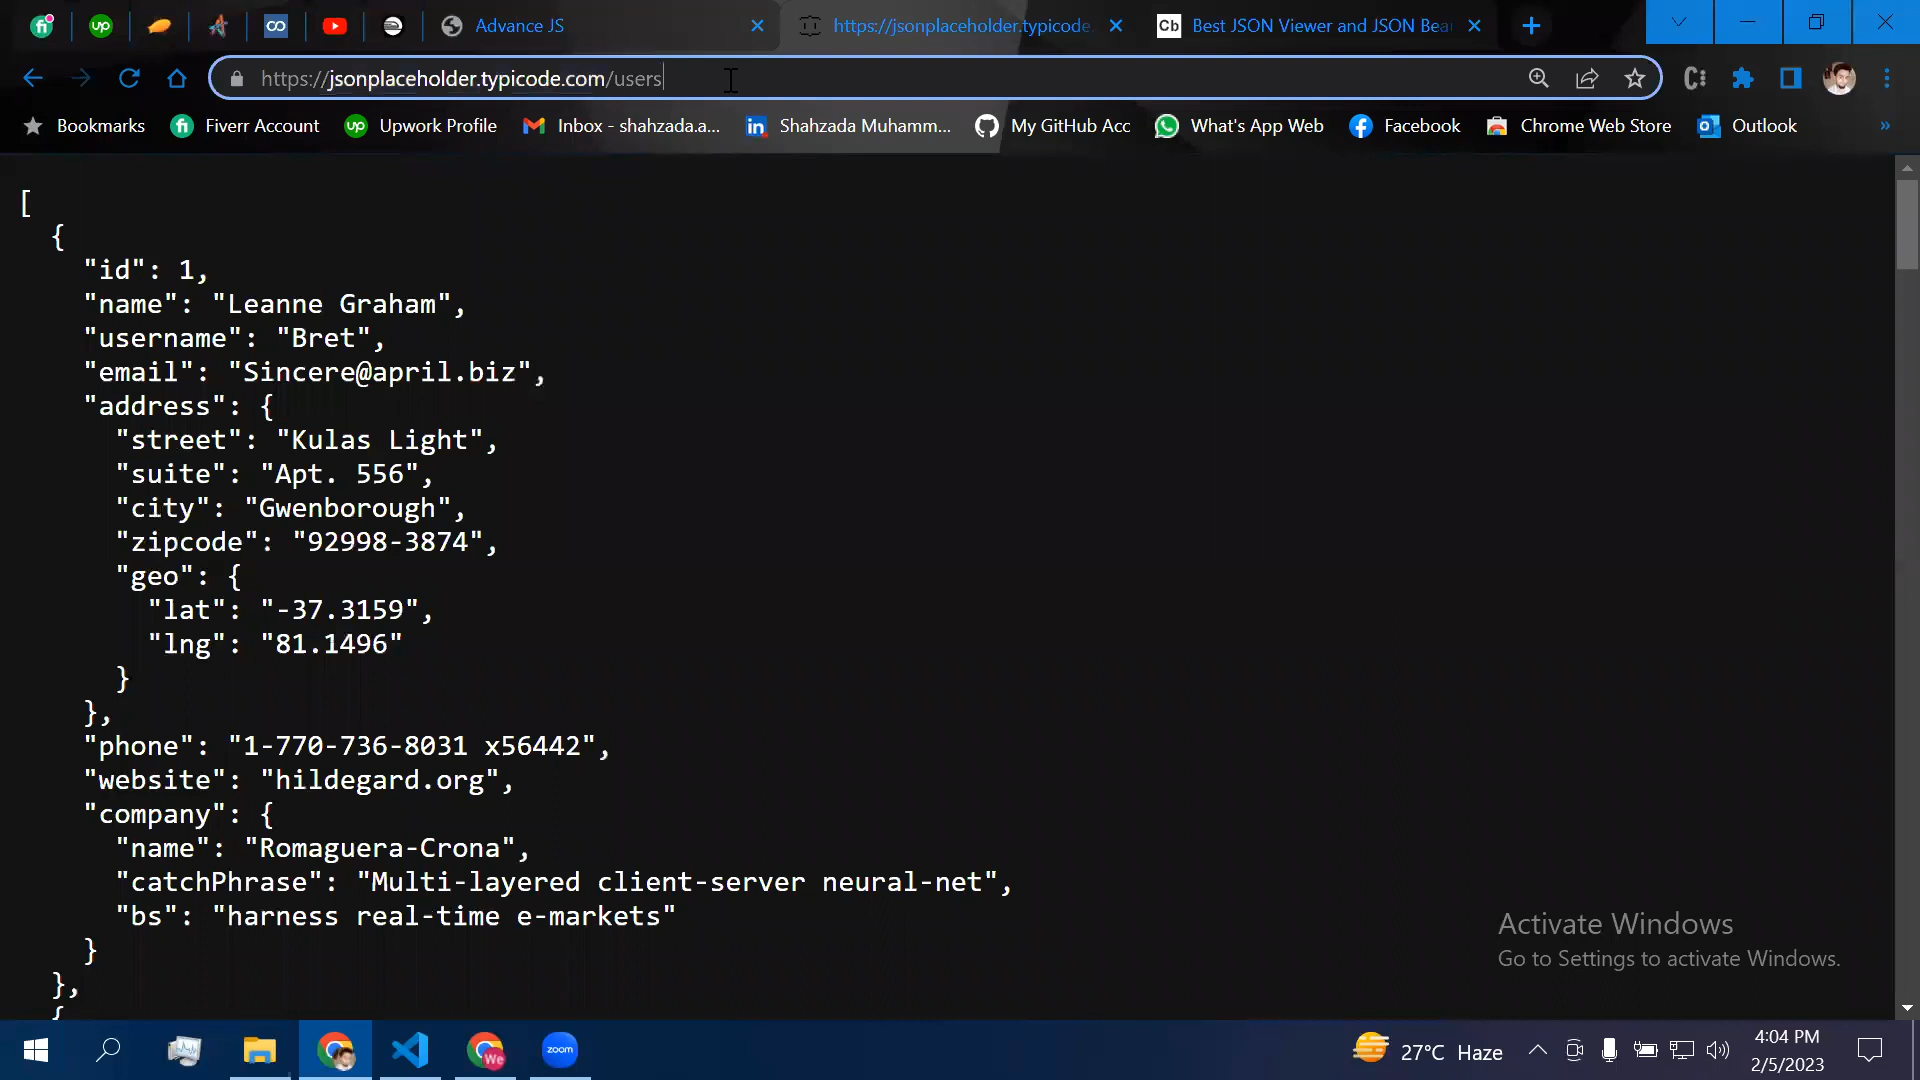 Advance JS
https://jsonplaceholder.typicode.
Best JSON Viewer and JSON Bea
https://jsonplaceholder.typicode.com/users
Bookmarks
Fiverr Account
Upwork Profile
Inbox - shahzada.a...
Shahzada Muhamm...
My GitHub Acc
What's App Web
Facebook
Chrome Web Store
Outlook
[
{
"id": 1,
"name": "Leanne Graham",
"username": "Bret",
"email": "Sincere@april.biz",
"address": {
"street": "Kulas Light",
"suite": "Apt. 556",
"city": "Gwenborough",
"zipcode": "92998-3874",
"geo": {
"lat": "-37.3159",
"lng": "81.1496"
}
},
"phone": "1-770-736-8031 x56442",
"website": "hildegard.org",
"company": {
"name": "Romaguera-Crona",
"catchPhrase": "Multi-layered client-server neural-net",
"bs": "harness real-time e-markets"
}
},
{
Activate Windows
Go to Settings to activate Windows.
zoom
We
27°C Haze
4:04 PM
2/5/2023
fi
up
Cb